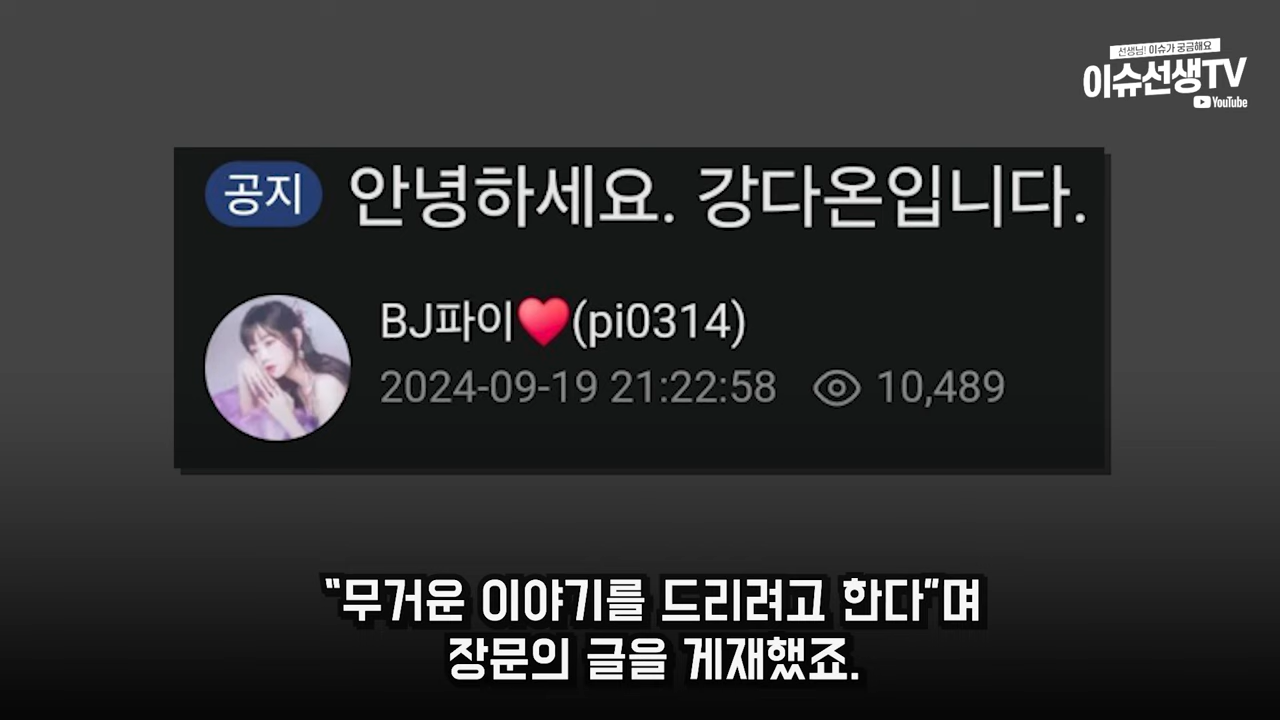 선생님! 이슈가 궁금해요
이슈선생TV
YouTube
공지 안녕하세요. 강다온입니다.
BJ파이❤️(pi0314)
2024-09-19 21:22:58 10,489
"무거운 이야기를 드리려고 한다"며
장문의 글을 게재했죠.